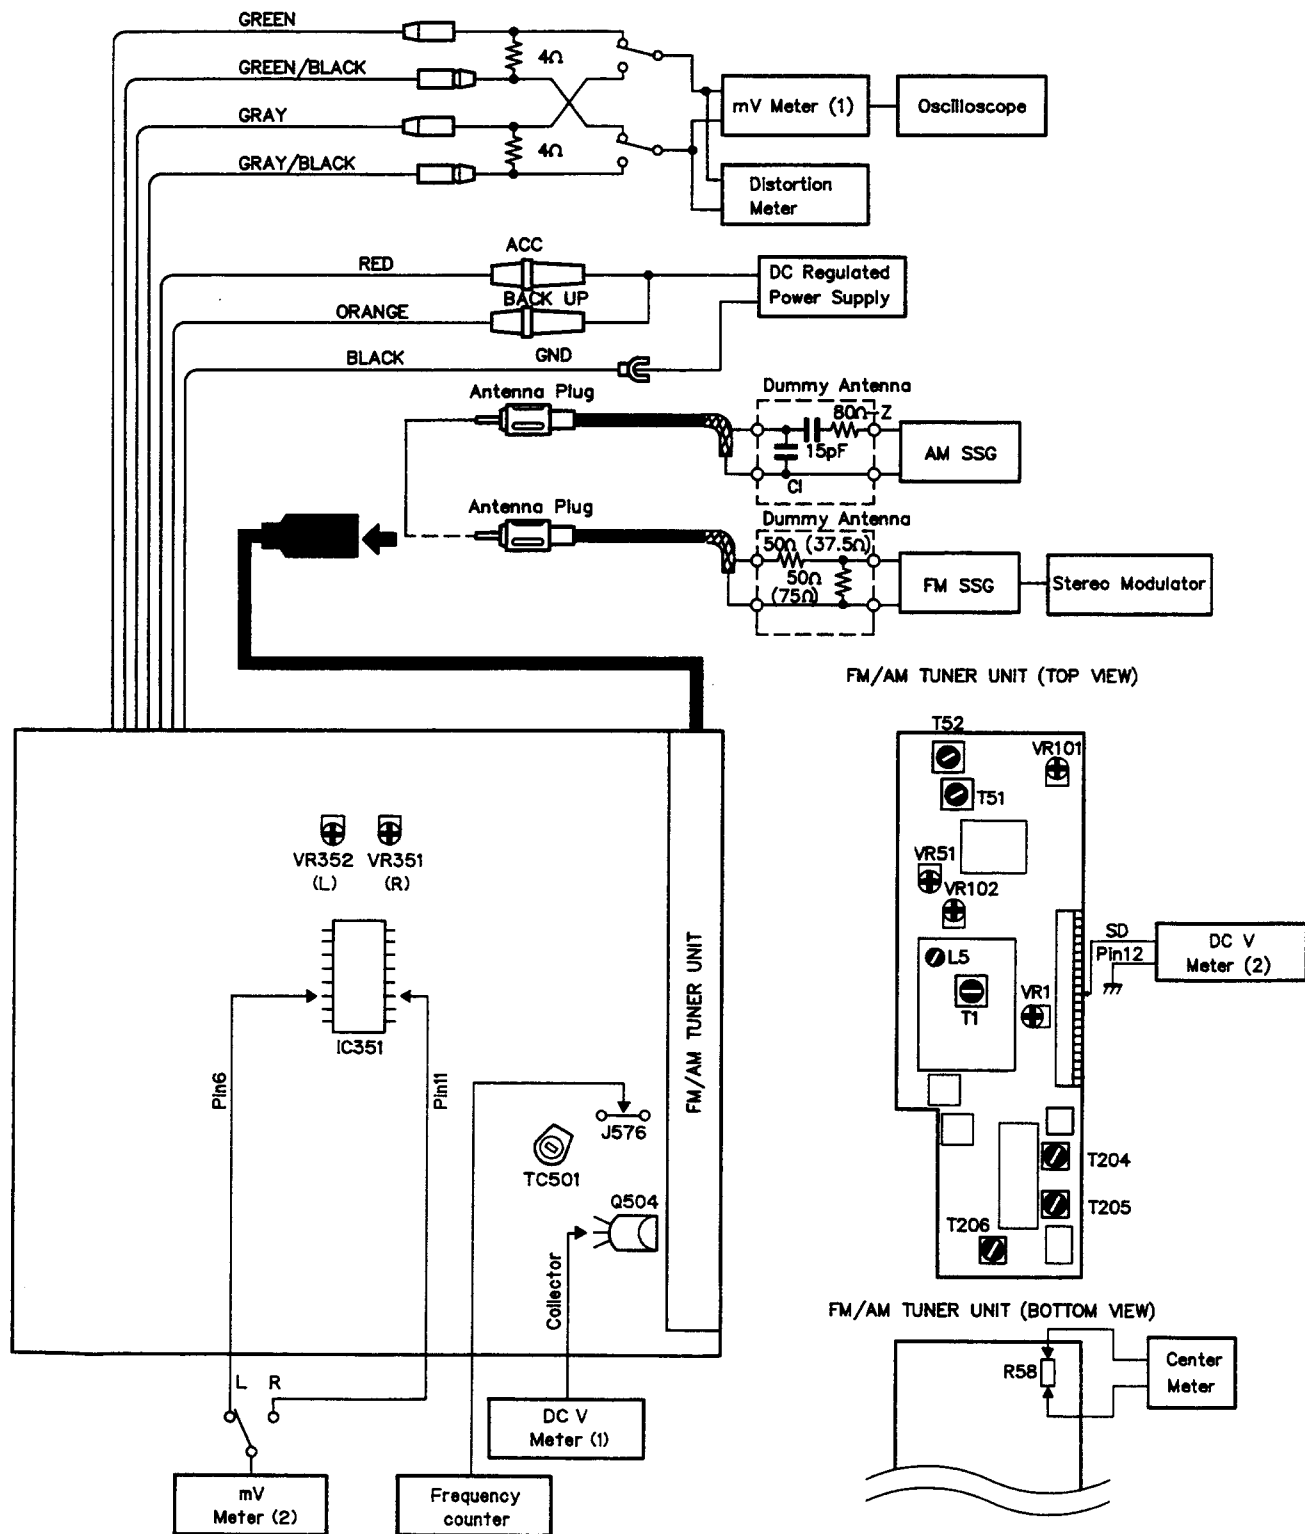 GREEN
4Ω
GREEN/BLACK
mV Meter (1)
Oscilloscope
GRAY
4Ω
GRAY/BLACK
Distortion
Meter
ACC
RED
DC Regulated
Power Supply
BACK UP
ORANGE
BLACK
GND
Antenna Plug
Dummy Antenna
80Ω-Z
15pF
AM SSG
Cl
Antenna Plug
Dummy Antenna
50Ω (37.5Ω)
50Ω
(75Ω)
FM SSG
Stereo Modulator
FM/AM TUNER UNIT (TOP VIEW)
T52
VR101
T51
VR352
(L)
VR351
(R)
VR51
VR102
SD
Pin12
DC V
Meter (2)
L5
VR1
T1
IC351
FM/AM TUNER UNIT
Pin6
Pin11
J576
TC501
T204
Q504
T205
T206
Collector
FM/AM TUNER UNIT (BOTTOM VIEW)
R58
Center
Meter
L
R
DC V
Meter (1)
mV
Meter (2)
Frequency
counter